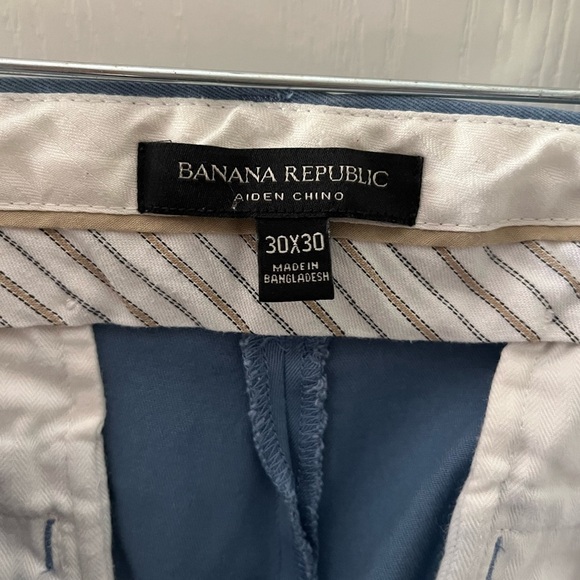 BANANA REPUBLIC
AIDEN CHINO
30X30
MADE IN
BANGLADESH